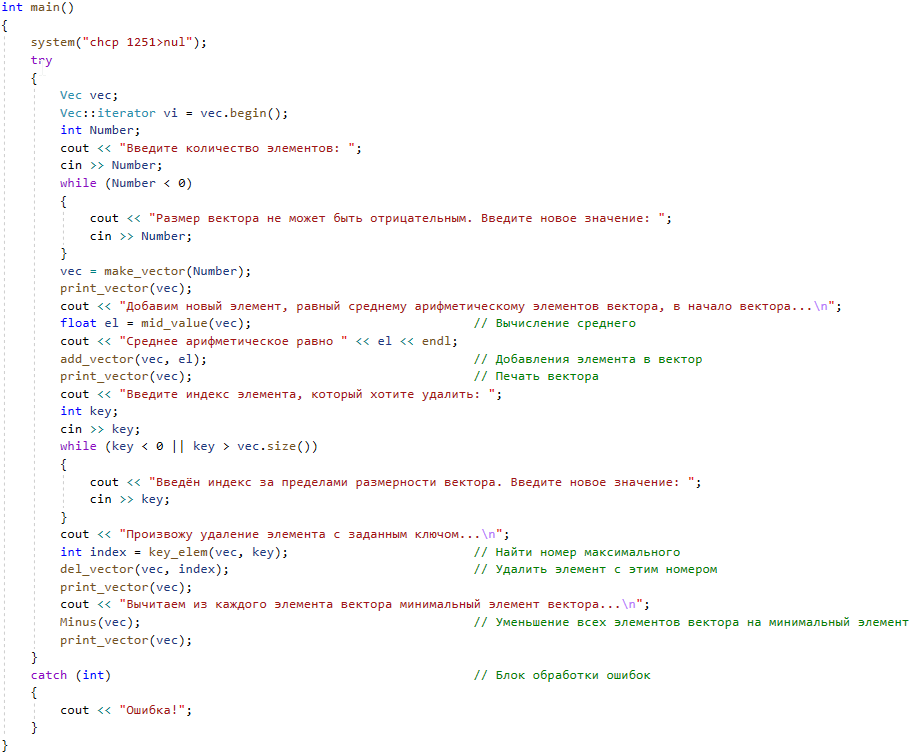 int main()
{
    system("chcp 1251>nul");
    try
    {
        Vec vec;
        Vec::iterator vi = vec.begin();
        int Number;
        cout << "Введите количество элементов: ";
        cin >> Number;
        while (Number < 0)
        {
            cout << "Размер вектора не может быть отрицательным. Введите новое значение: ";
            cin >> Number;
        }
        vec = make_vector(Number);
        print_vector(vec);
        cout << "Добавим новый элемент, равный среднему арифметическому элементов вектора, в начало вектора...\n";
        float el = mid_value(vec);                              // Вычисление среднего
        cout << "Среднее арифметическое равно " << el << endl;
        add_vector(vec, el);                                    // Добавления элемента в вектор
        print_vector(vec);                                      // Печать вектора
        cout << "Введите индекс элемента, который хотите удалить: ";
        int key;
        cin >> key;
        while (key < 0 || key > vec.size())
        {
            cout << "Введён индекс за пределами размерности вектора. Введите новое значение: ";
            cin >> key;
        }
        cout << "Произвожу удаление элемента с заданным ключом...\n";
        int index = key_elem(vec, key);                         // Найти номер максимального
        del_vector(vec, index);                                 // Удалить элемент с этим номером
        print_vector(vec);
        cout << "Вычитаем из каждого элемента вектора минимальный элемент вектора...\n";
        Minus(vec);                                             // Уменьшение всех элементов вектора на минимальный элемент
        print_vector(vec);
    }
    catch (int)                                                 // Блок обработки ошибок
    {
        cout << "Ошибка!";
    }
}